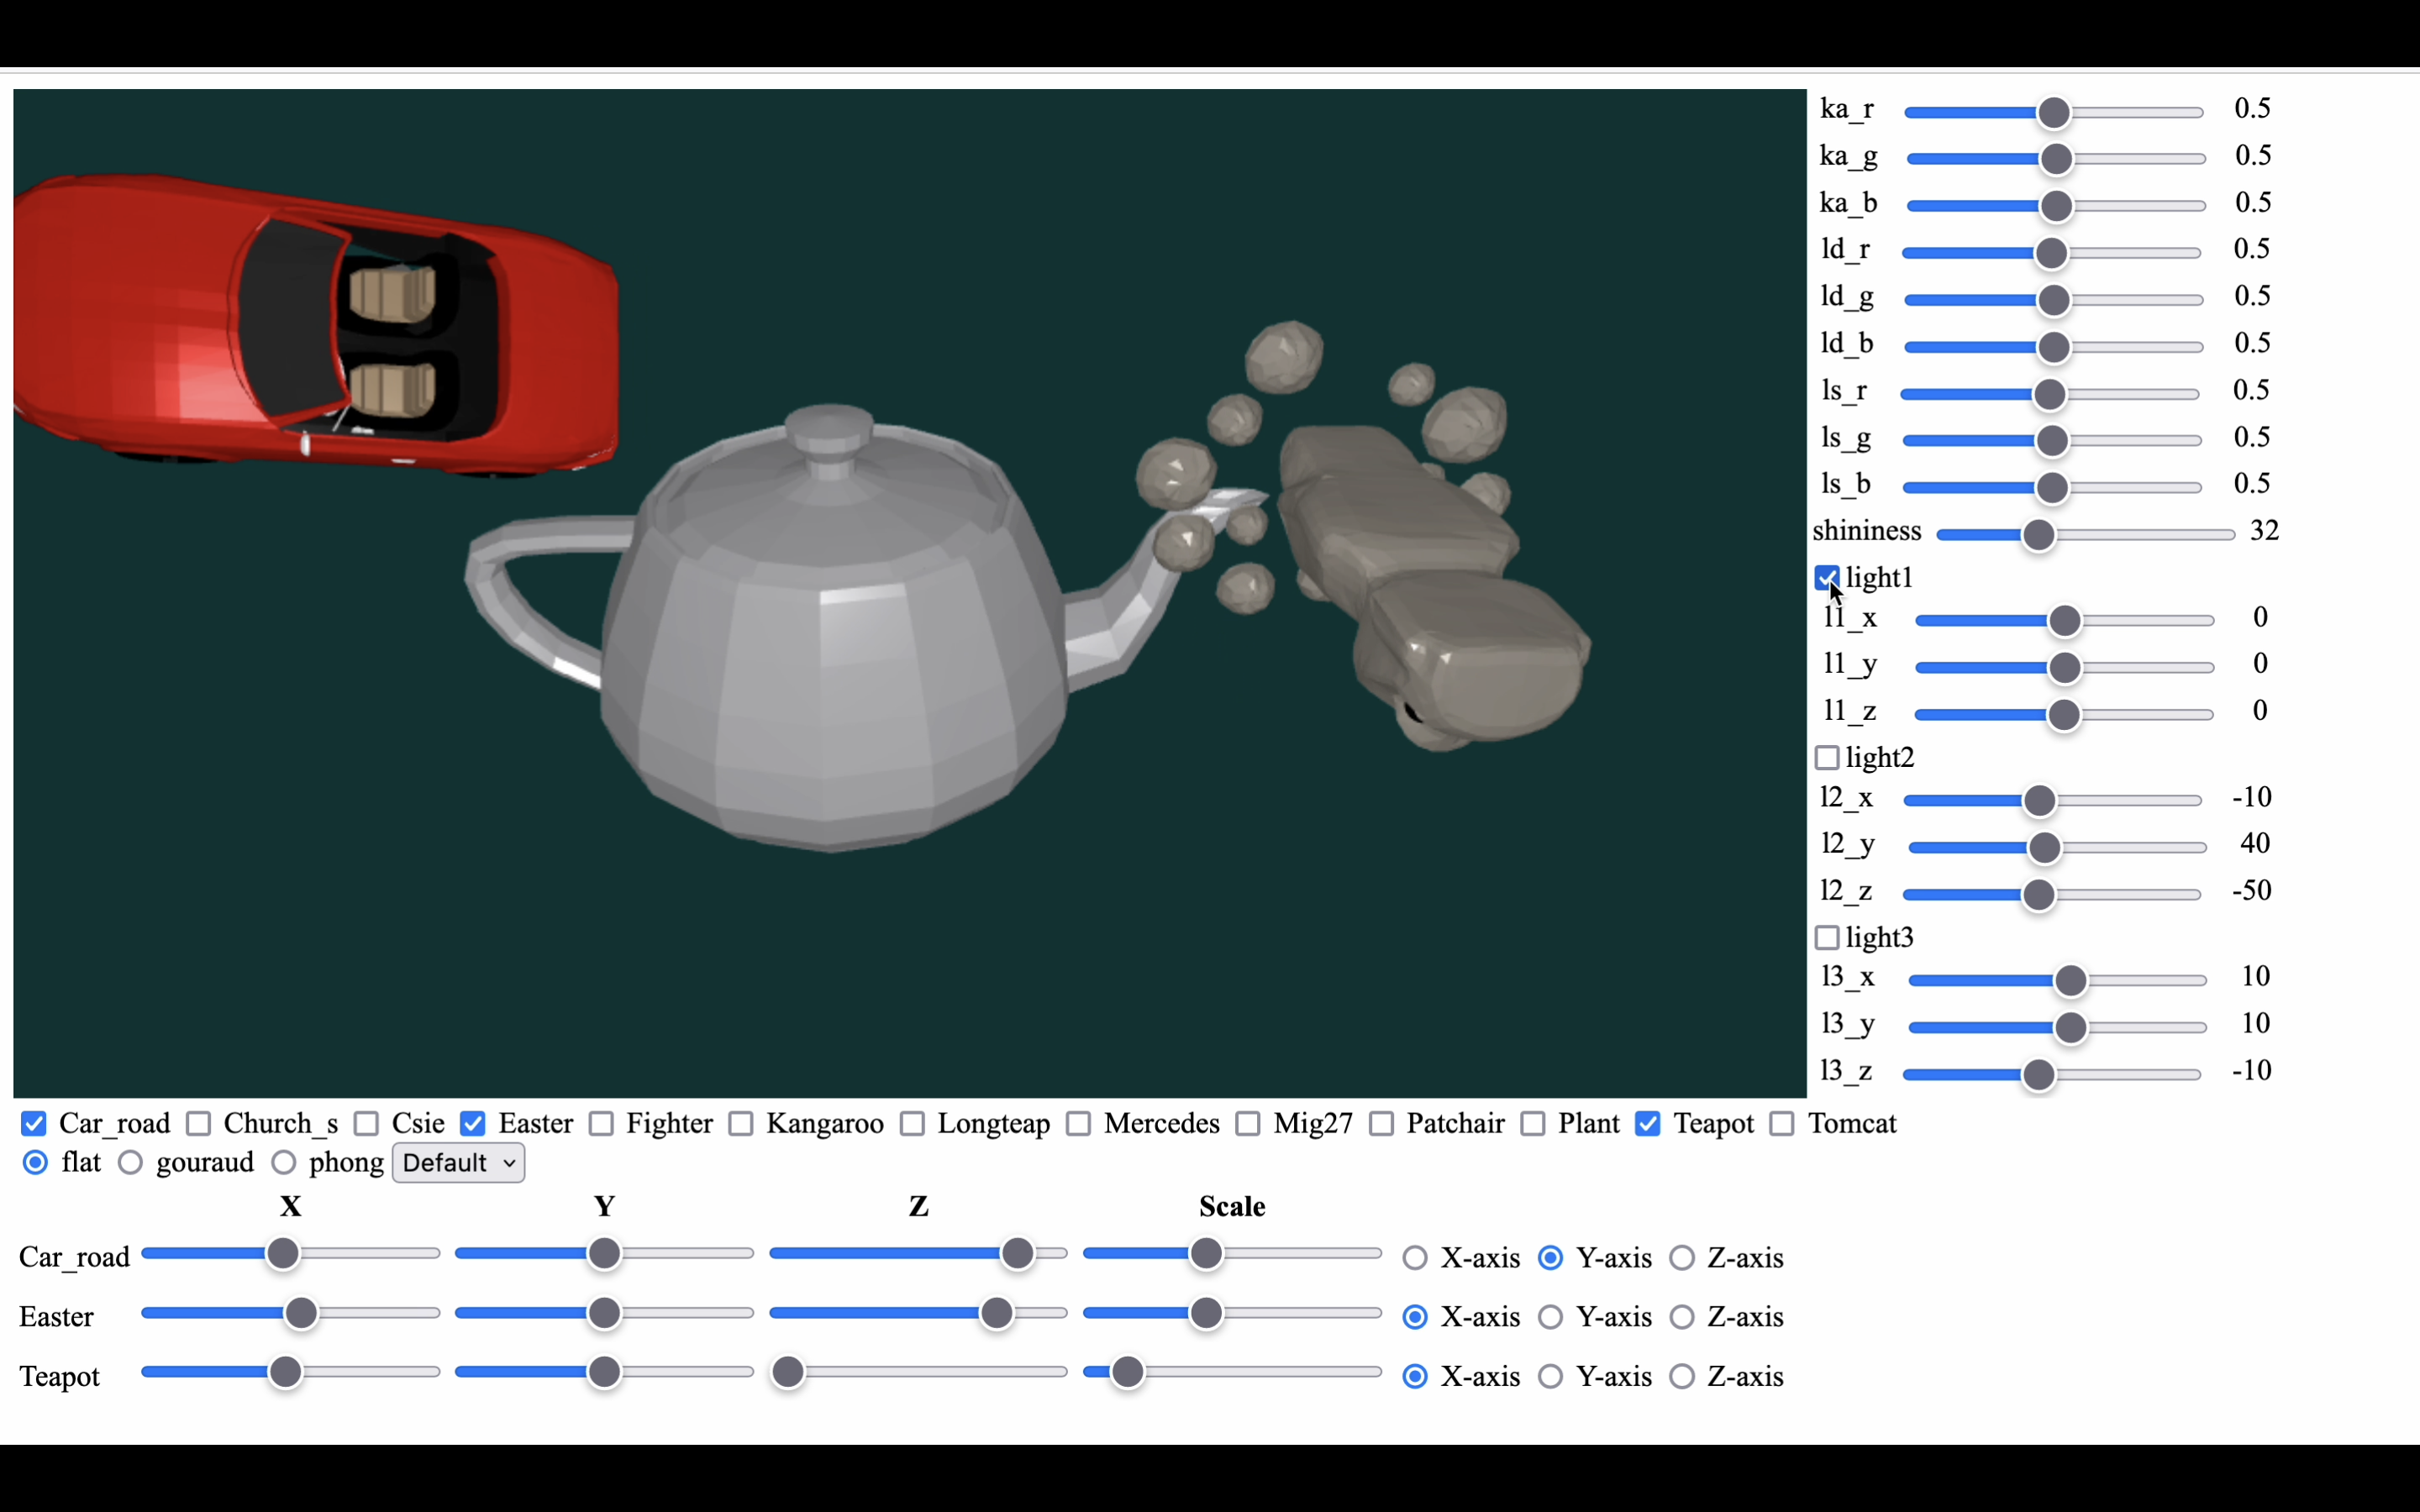 ka_r 0.5
ka_g 0.5
ka_b 0.5
ld_r 0.5
ld_g 0.5
ld_b 0.5
ls_r 0.5
ls_g 0.5
ls_b 0.5
shininess 32
light1
l1_x 0
l1_y 0
l1_z 0
light2
l2_x -10
l2_y 40
l2_z -50
light3
l3_x 10
l3_y 10
l3_z -10
Car_road Church_s Csie Easter Fighter Kangaroo Longteap Mercedes Mig27 Patchair Plant Teapot Tomcat
flat gouraud phong Default
X Y Z Scale
Car_road X-axis Y-axis Z-axis
Easter X-axis Y-axis Z-axis
Teapot X-axis Y-axis Z-axis